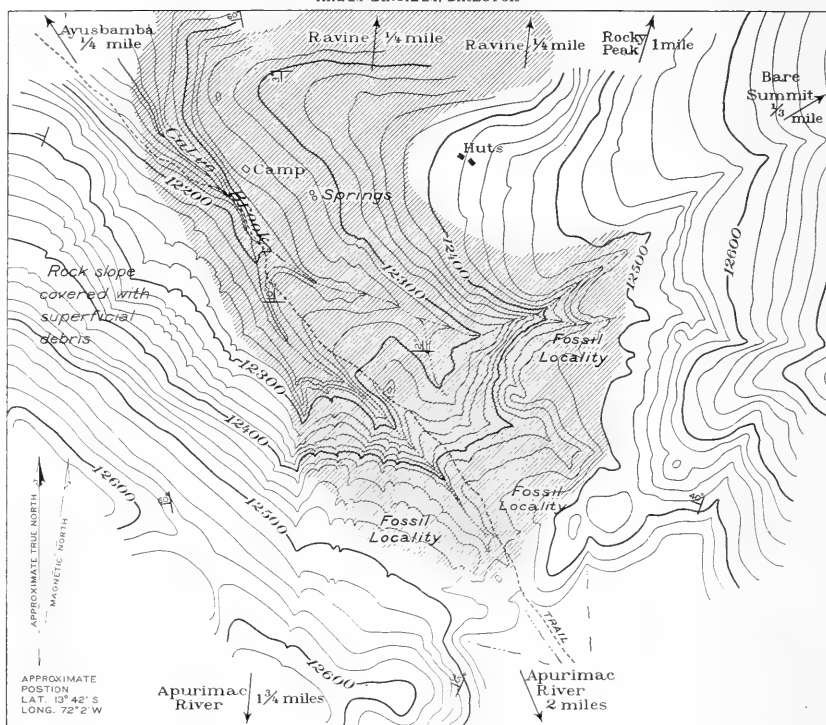 Ayusbamba
1/4 mile
Ravine 1/4 mile
Ravine 1/4 mile
Rocky
Peak 1 mile
Bare
Summit
1/3 mile
60°
Huts
Camp
Springs
Calvo Brook
12200
12300
12400
12500
12600
Rock slope
covered with
superficial
debris
Fossil
Locality
12300
12400
12500
12600
Fossil
Locality
Fossil
Locality
40°
APPROXIMATE TRUE NORTH
MAGNETIC NORTH
TRAIL
12600
APPROXIMATE
POSTION
LAT. 13° 42' S
LONG. 72° 2' W
Apurimac
River 1 3/4 miles
Apurimac
River
2 miles